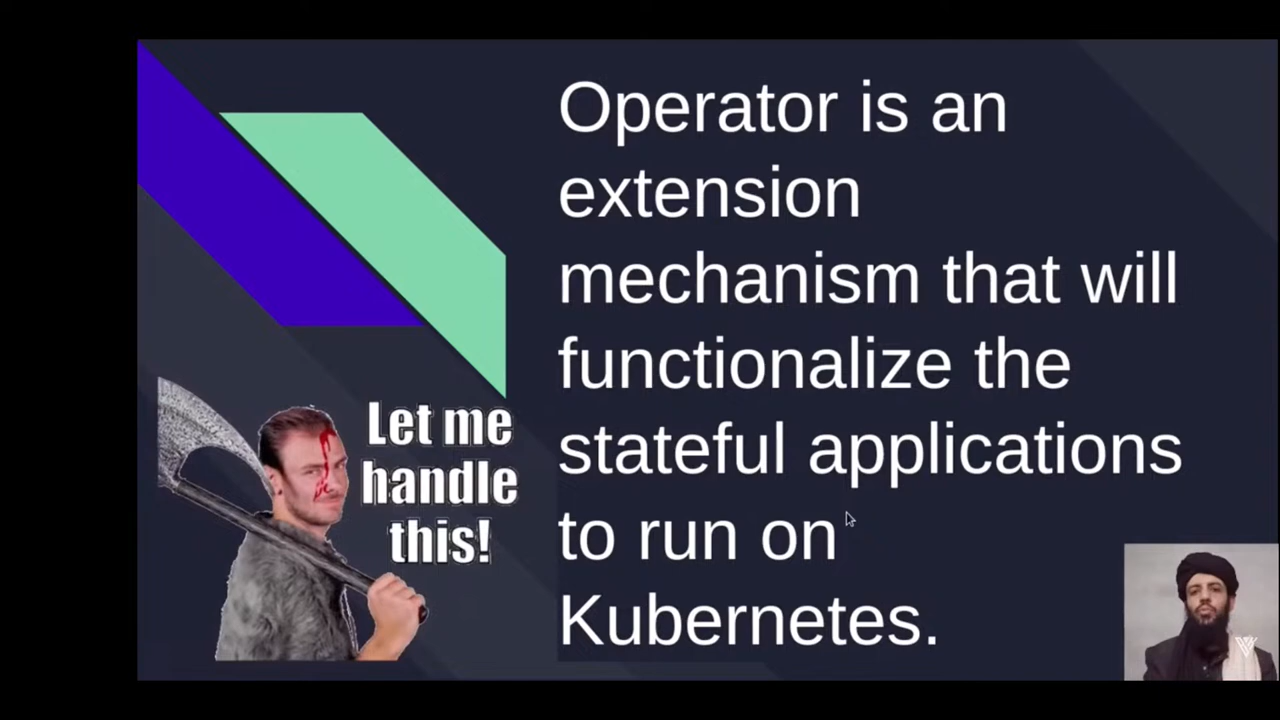 Operator is an
extension
mechanism that will
functionalize the
stateful applications
to run on
Kubernetes.
Let me
handle
this!